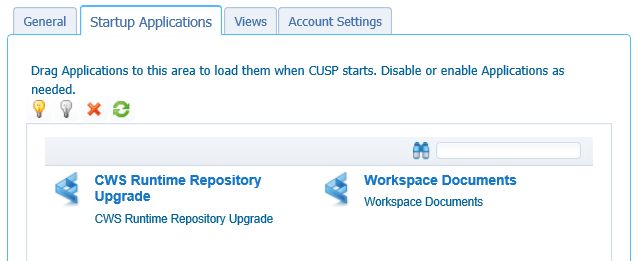 General
Startup Applications
Views
Account Settings
Drag Applications to this area to load them when CUSP starts. Disable or enable Applications as
needed.
CWS Runtime Repository
Upgrade
CWS Runtime Repository Upgrade
Workspace Documents
Workspace Documents